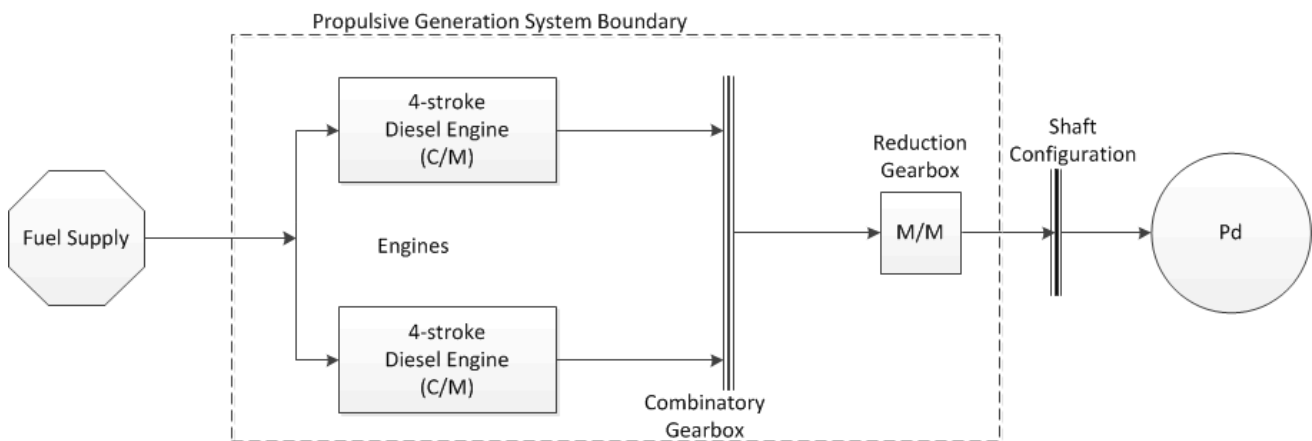 Propulsive Generation System Boundary
4-stroke
Diesel Engine
(C/M)
Fuel Supply
Engines
4-stroke
Diesel Engine
(C/M)
Combinatory
Gearbox
Reduction
Gearbox
M/M
Shaft
Configuration
Pd